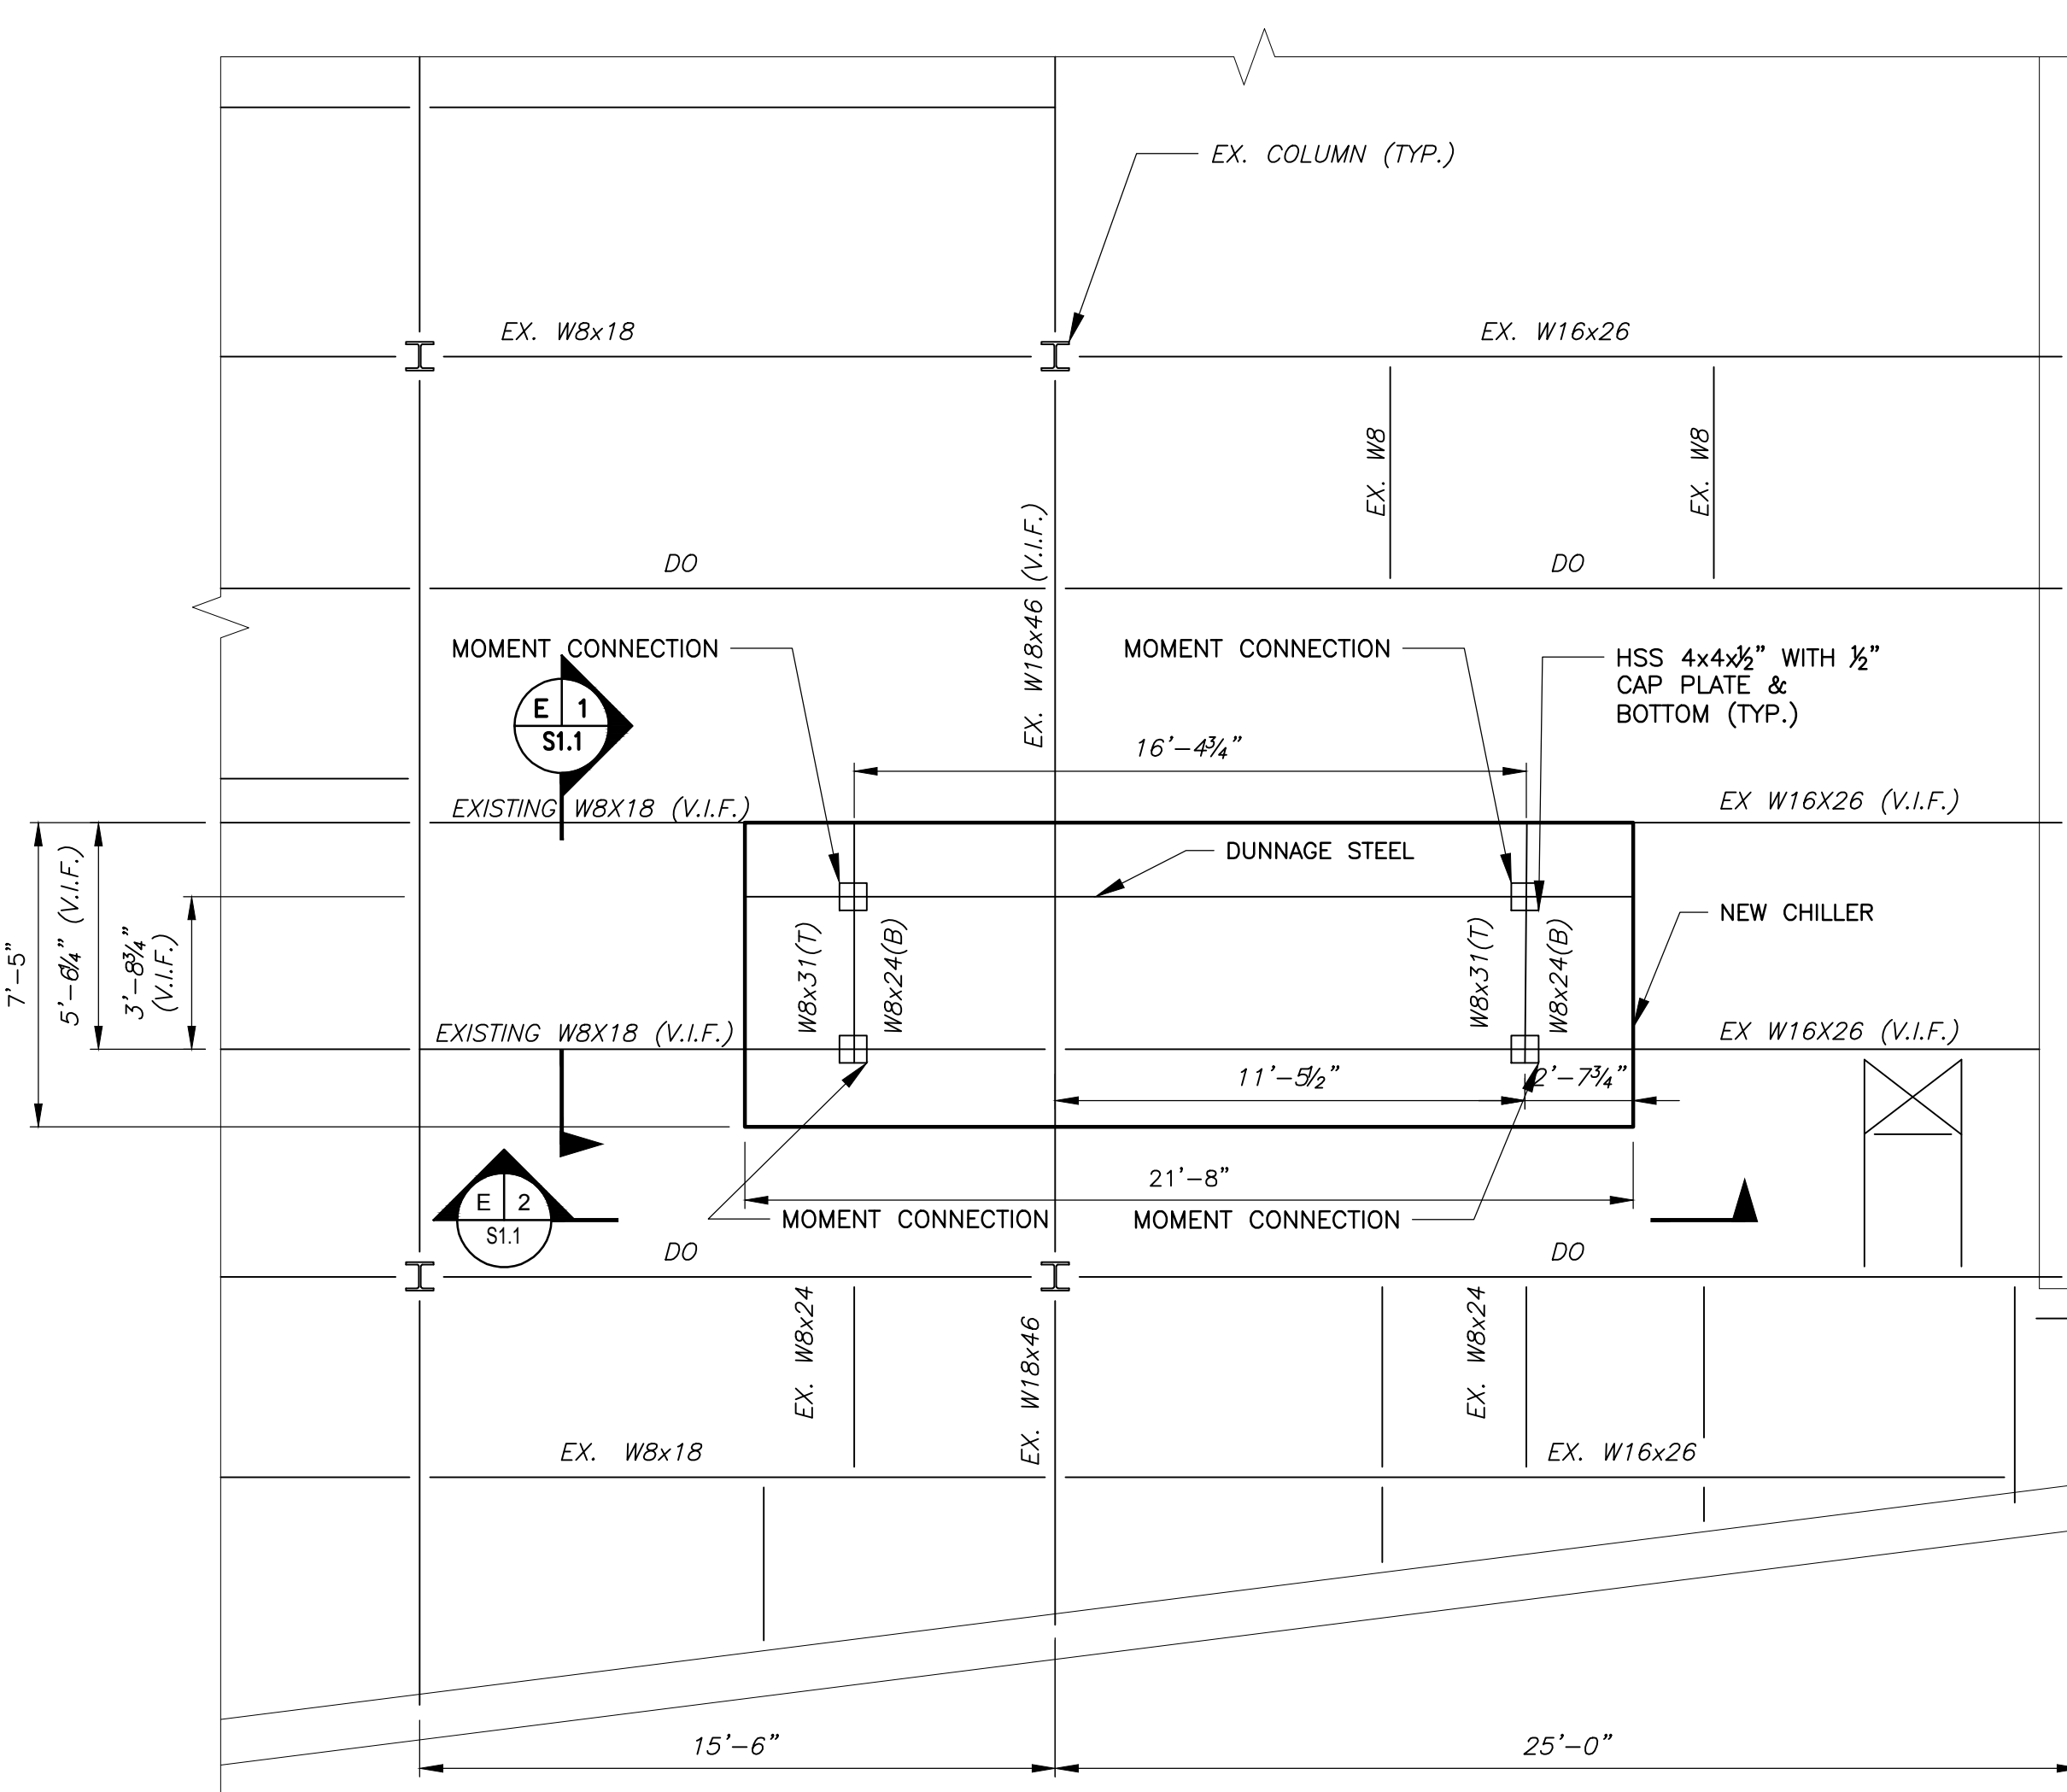 EX. COLUMN (TYP.)
EX. W8x18
EX. W16x26
EX. W8
EX. W8
EX. W18x46 (V.I.F.)
DO
DO
MOMENT CONNECTION
MOMENT CONNECTION
HSS 4x4x½" WITH ½"
CAP PLATE &
BOTTOM (TYP.)
E 1
S1.1
16'-4¾"
EXISTING W8X18 (V.I.F.)
EX W16X26 (V.I.F.)
DUNNAGE STEEL
7'-5"
5'-6¼" (V.I.F.)
3'-8¾"
(V.I.F.)
W8x31(T)
W8x24(B)
W8x31(T)
W8x24(B)
NEW CHILLER
EXISTING W8X18 (V.I.F.)
EX W16X26 (V.I.F.)
11'-5½"
2'-7¾"
21'-8"
E 2
S1.1
MOMENT CONNECTION
MOMENT CONNECTION
DO
DO
EX. W8x24
EX. W18x46
EX. W8x24
EX. W8x18
EX. W16x26
15'-6"
25'-0"